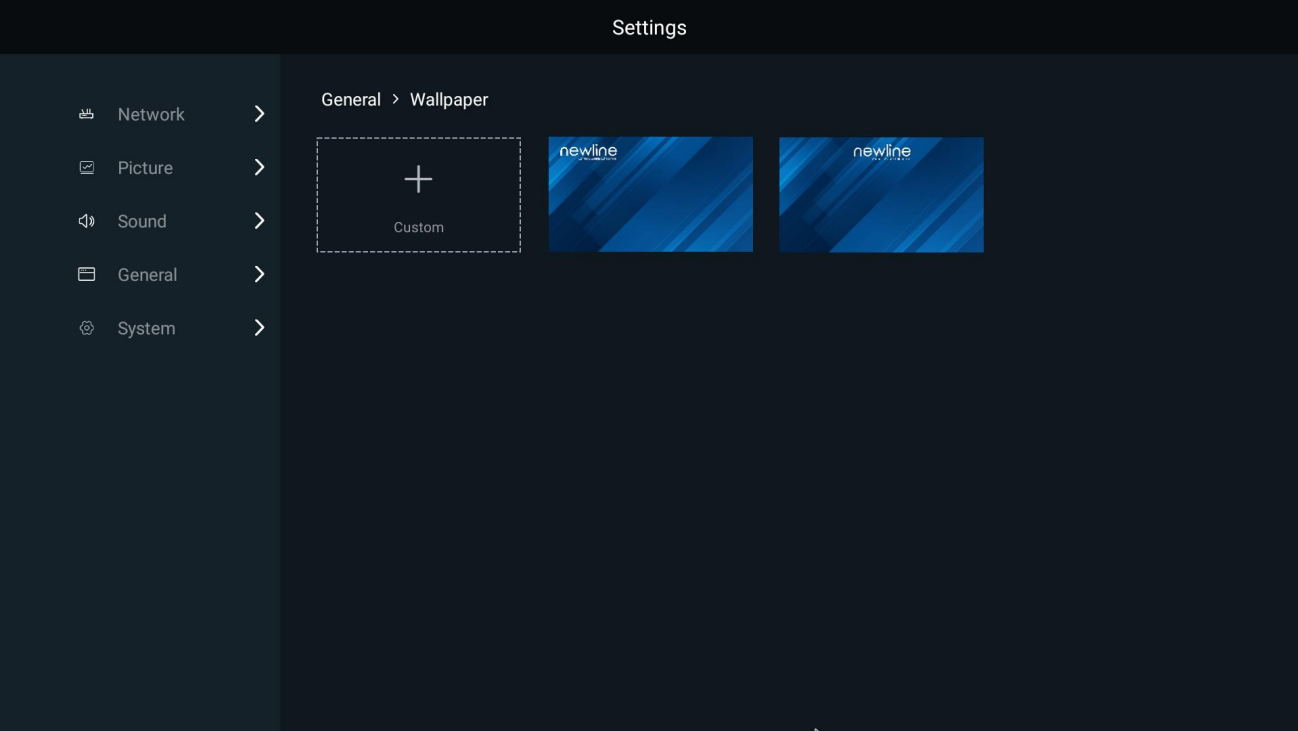 Settings
Network
Picture
Sound
General
System
General > Wallpaper
Custom
newline
newline